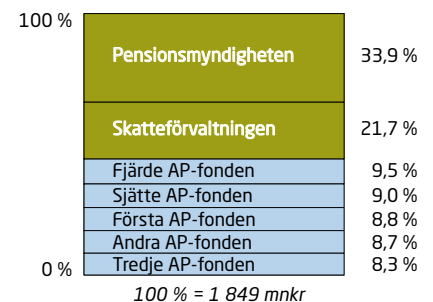 100 %
Pensionsmyndigheten 33,9 %
Skatteförvaltningen 21,7 %
Fjärde AP-fonden 9,5 %
Sjätte AP-fonden 9,0 %
Första AP-fonden 8,8 %
Andra AP-fonden 8,7 %
0 % Tredje AP-fonden 8,3 %
100 % = 1 849 mnkr